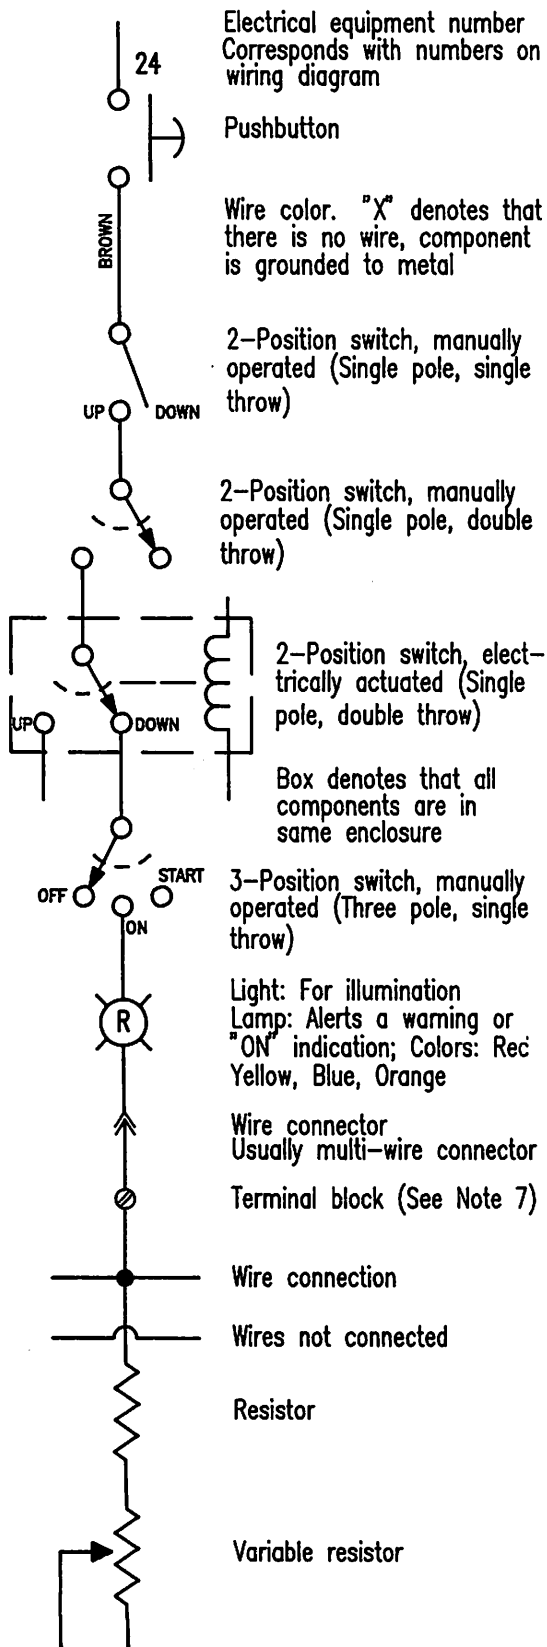 Electrical equipment number
Corresponds with numbers on
wiring diagram
24
Pushbutton
Wire color. "X" denotes that
there is no wire, component
is grounded to metal
BROWN
2-Position switch, manually
operated (Single pole, single
throw)
UP DOWN
2-Position switch, manually
operated (Single pole, double
throw)
2-Position switch, elect-
trically actuated (Single
pole, double throw)
UP DOWN
Box denotes that all
components are in
same enclosure
3-Position switch, manually
operated (Three pole, single
throw)
OFF ON START
Light: For illumination
Lamp: Alerts a warning or
"ON" indication; Colors: Red
Yellow, Blue, Orange
R
Wire connector
Usually multi-wire connector
Terminal block (See Note 7)
Wire connection
Wires not connected
Resistor
Variable resistor